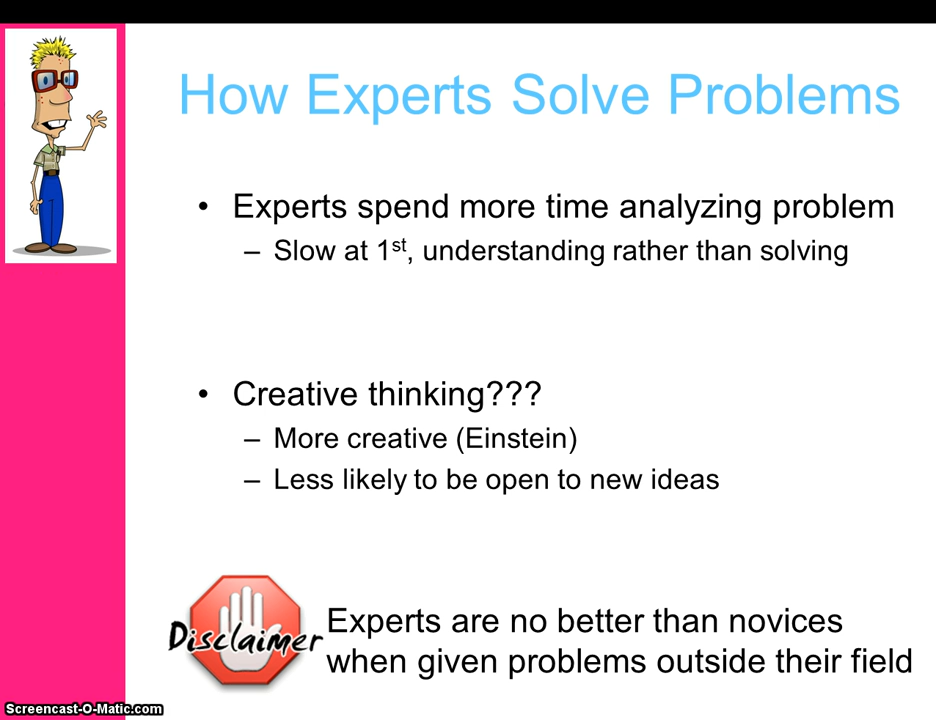 How Experts Solve Problems
• Experts spend more time analyzing problem
– Slow at 1st, understanding rather than solving
• Creative thinking???
– More creative (Einstein)
– Less likely to be open to new ideas
Disclaimer
Experts are no better than novices
when given problems outside their field
Screencast-O-Matic.com